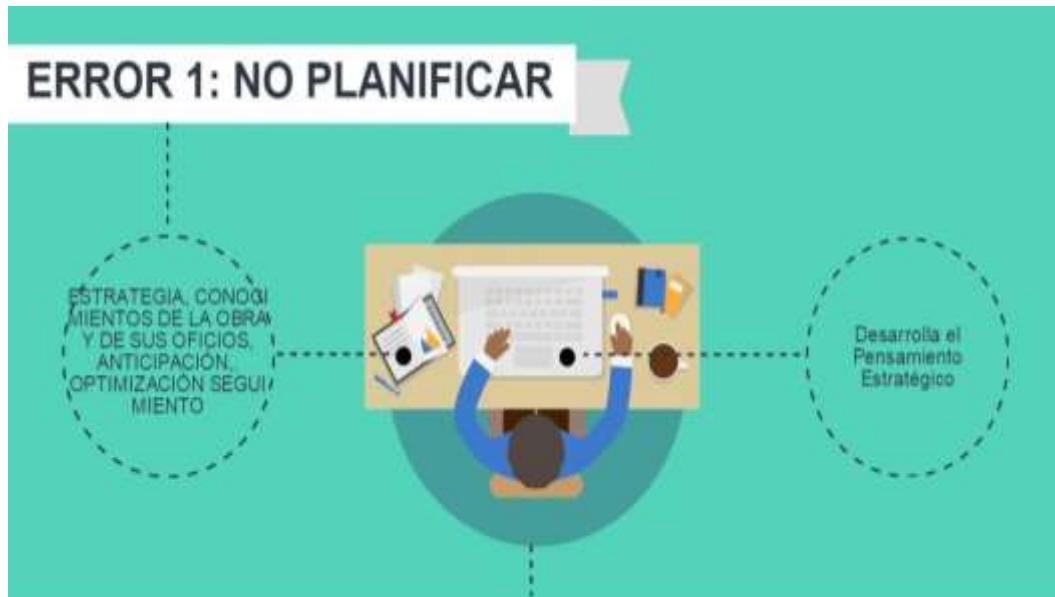 ERROR 1: NO PLANIFICAR
ESTRATEGIA, CONOCI
MIENTOS DE LA OBRA
Y DE SUS OFICIOS,
ANTICIPACIÓN,
OPTIMIZACIÓN SEGUI
MIENTO
Desarrolla el
Pensamiento
Estratégico